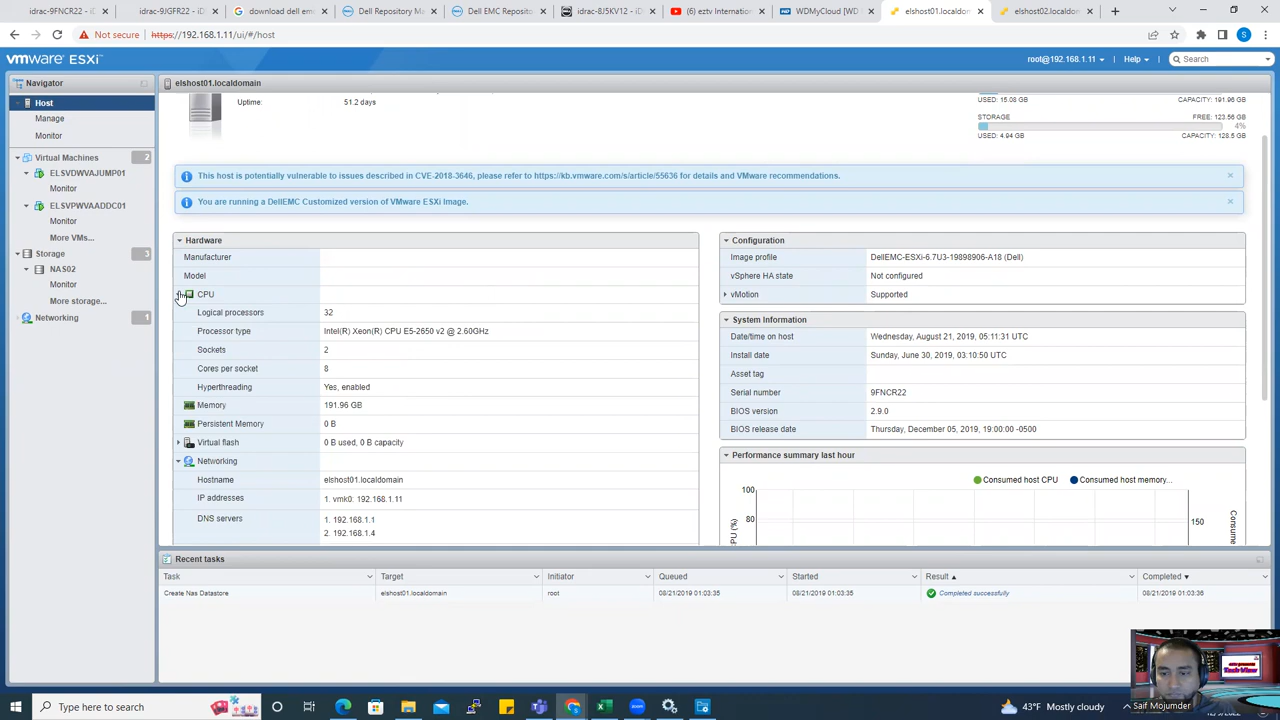 idrac-9FNCR22 - iD
idrac-9JGFR22 - iD
download dell em
Dell Repository M
Dell EMC Reposito
idrac-8J5KV12 - iD
(6) eztv Internation
WDMyCloud [WD
elshost01.localdon
elshost02.localdom
Not secure
https://192.168.1.11/ui/#/host
S
vmware ESXi
root@192.168.1.11
Help
Search
Navigator
elshost01.localdomain
Host
Manage
Monitor
Virtual Machines 2
ELSVDWVAJUMP01
Monitor
ELSVPWVAADDC01
Monitor
More VMs...
Storage 3
NAS02
Monitor
More storage...
Networking 1
Uptime: 51.2 days
USED: 15.08 GB CAPACITY: 191.96 GB
STORAGE FREE: 123.56 GB
4%
USED: 4.94 GB CAPACITY: 128.5 GB
This host is potentially vulnerable to issues described in CVE-2018-3646, please refer to https://kb.vmware.com/s/article/55636 for details and VMware recommendations.
You are running a DellEMC Customized version of VMware ESXi Image.
Hardware
Manufacturer
Model
CPU
Logical processors 32
Processor type Intel(R) Xeon(R) CPU E5-2650 v2 @ 2.60GHz
Sockets 2
Cores per socket 8
Hyperthreading Yes, enabled
Memory 191.96 GB
Persistent Memory 0 B
Virtual flash 0 B used, 0 B capacity
Networking
Hostname elshost01.localdomain
IP addresses 1. vmk0: 192.168.1.11
DNS servers 1. 192.168.1.1
2. 192.168.1.4
Configuration
Image profile DellEMC-ESXi-6.7U3-19898906-A18 (Dell)
vSphere HA state Not configured
vMotion Supported
System Information
Date/time on host Wednesday, August 21, 2019, 05:11:31 UTC
Install date Sunday, June 30, 2019, 03:10:50 UTC
Asset tag
Serial number 9FNCR22
BIOS version 2.9.0
BIOS release date Thursday, December 05, 2019, 19:00:00 -0500
Performance summary last hour
Consumed host CPU Consumed host memory...
100
80
150
CPU (%)
Consume
Recent tasks
Task Target Initiator Queued Started Result Completed
Create Nas Datastore elshost01.localdomain root 08/21/2019 01:03:35 08/21/2019 01:03:35 Completed successfully 08/21/2019 01:03:36
Tech View
Saif Mojumder
Type here to search
43°F Mostly cloudy